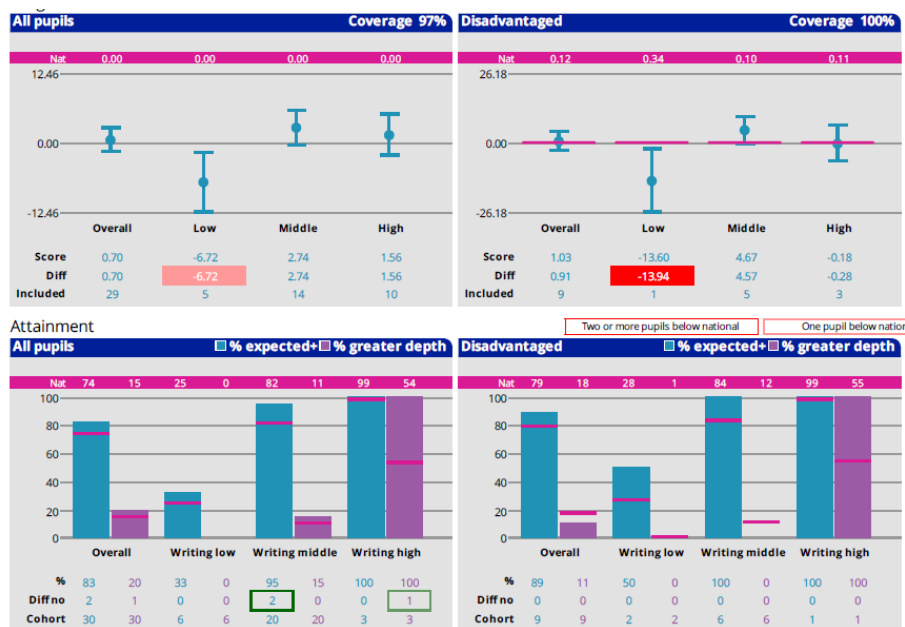 All pupils Coverage 97%
Nat 0.00 0.00 0.00 0.00
12.46
0.00
-12.46
Overall Low Middle High
Score 0.70 -6.72 2.74 1.56
Diff 0.70 -6.72 2.74 1.56
Included 29 5 14 10
Disadvantaged Coverage 100%
Nat 0.12 0.34 0.10 0.11
26.18
0.00
-26.18
Overall Low Middle High
Score 1.03 -13.60 4.67 -0.18
Diff 0.91 -13.94 4.57 -0.28
Included 9 1 5 3
Attainment
Two or more pupils below national
One pupil below nation
All pupils % expected+ % greater depth
Nat 74 15 25 0 82 11 99 54
100
80
60
40
20
0
Overall Writing low Writing middle Writing high
% 83 20 33 0 95 15 100 100
Diff no 2 1 0 0 2 0 0 1
Cohort 30 30 6 6 20 20 3 3
Disadvantaged % expected+ % greater depth
Nat 79 18 28 1 84 12 99 55
100
80
60
40
20
0
Overall Writing low Writing middle Writing high
% 89 11 50 0 100 0 100 100
Diff no 0 0 0 0 0 0 0 0
Cohort 9 9 2 2 6 6 1 1